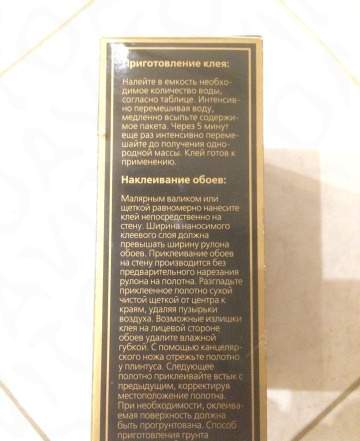 Приготовление клея:
Налейте в емкость необхо-
димое количество воды,
согласно таблице. Интенсив-
но перемешивая воду,
медленно всыпьте содержи-
мое пакета. Через 5 минут
еще раз интенсивно переме-
шайте до получения одно-
родной массы. Клей готов к
применению.
Наклеивание обоев:
Малярным валиком или
щеткой равномерно нанесите
клей непосредственно на
стену. Ширина наносимого
клеевого слоя должна
превышать ширину рулона
обоев. Приклеивание обоев
на стену производится без
предварительного нарезания
рулона на полотна. Разгладьте
приклеенное полотно сухой
чистой щеткой от центра к
краям, удаляя пузырьки
воздуха. Возможные излишки
клея на лицевой стороне
обоев удалите влажной
губкой. С помощью канцеляр-
ского ножа отрежьте полотно
у плинтуса. Следующее
полотно приклеивайте встык с
предыдущим, корректируя
местоположение полотна.
При необходимости, оклеива-
емая поверхность должна
быть прогрунтована. Способ
приготовления грунта